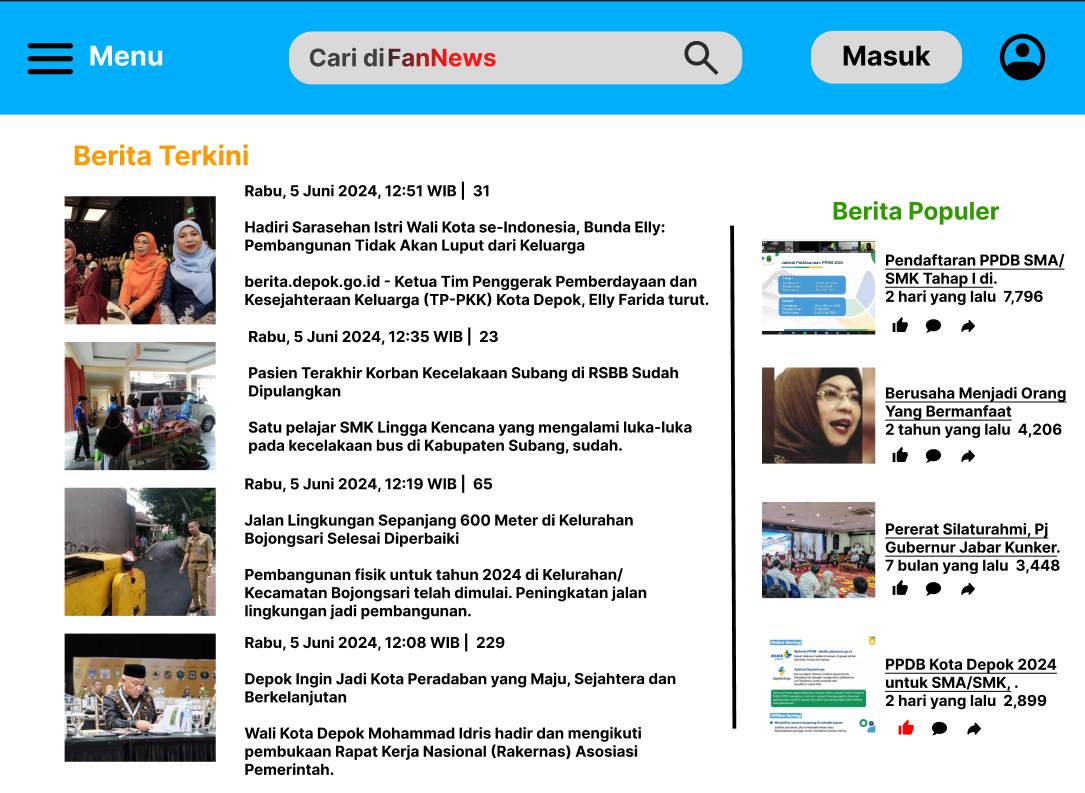 Menu
Cari di FanNews
Masuk
Berita Terkini
Rabu, 5 Juni 2024, 12:51 WIB | 31
Hadiri Sarasehan Istri Wali Kota se-Indonesia, Bunda Elly:
Pembangunan Tidak Akan Luput dari Keluarga
berita.depok.go.id - Ketua Tim Penggerak Pemberdayaan dan
Kesejahteraan Keluarga (TP-PKK) Kota Depok, Elly Farida turut.
Rabu, 5 Juni 2024, 12:35 WIB | 23
Pasien Terakhir Korban Kecelakaan Subang di RSBB Sudah
Dipulangkan
Satu pelajar SMK Lingga Kencana yang mengalami luka-luka
pada kecelakaan bus di Kabupaten Subang, sudah.
Rabu, 5 Juni 2024, 12:19 WIB | 65
Jalan Lingkungan Sepanjang 600 Meter di Kelurahan
Bojongsari Selesai Diperbaiki
Pembangunan fisik untuk tahun 2024 di Kelurahan/
Kecamatan Bojongsari telah dimulai. Peningkatan jalan
lingkungan jadi pembangunan.
Rabu, 5 Juni 2024, 12:08 WIB | 229
Depok Ingin Jadi Kota Peradaban yang Maju, Sejahtera dan
Berkelanjutan
Wali Kota Depok Mohammad Idris hadir dan mengikuti
pembukaan Rapat Kerja Nasional (Rakernas) Asosiasi
Pemerintah.
Berita Populer
Jadwal Pelaksanaan PPDB 2024
Pendaftaran PPDB SMA/
SMK Tahap I di.
2 hari yang lalu 7,796
Berusaha Menjadi Orang
Yang Bermanfaat
2 tahun yang lalu 4,206
Pererat Silaturahmi, Pj
Gubernur Jabar Kunker.
7 bulan yang lalu 3,448
PPDB Kota Depok 2024
untuk SMA/SMK, .
2 hari yang lalu 2,899